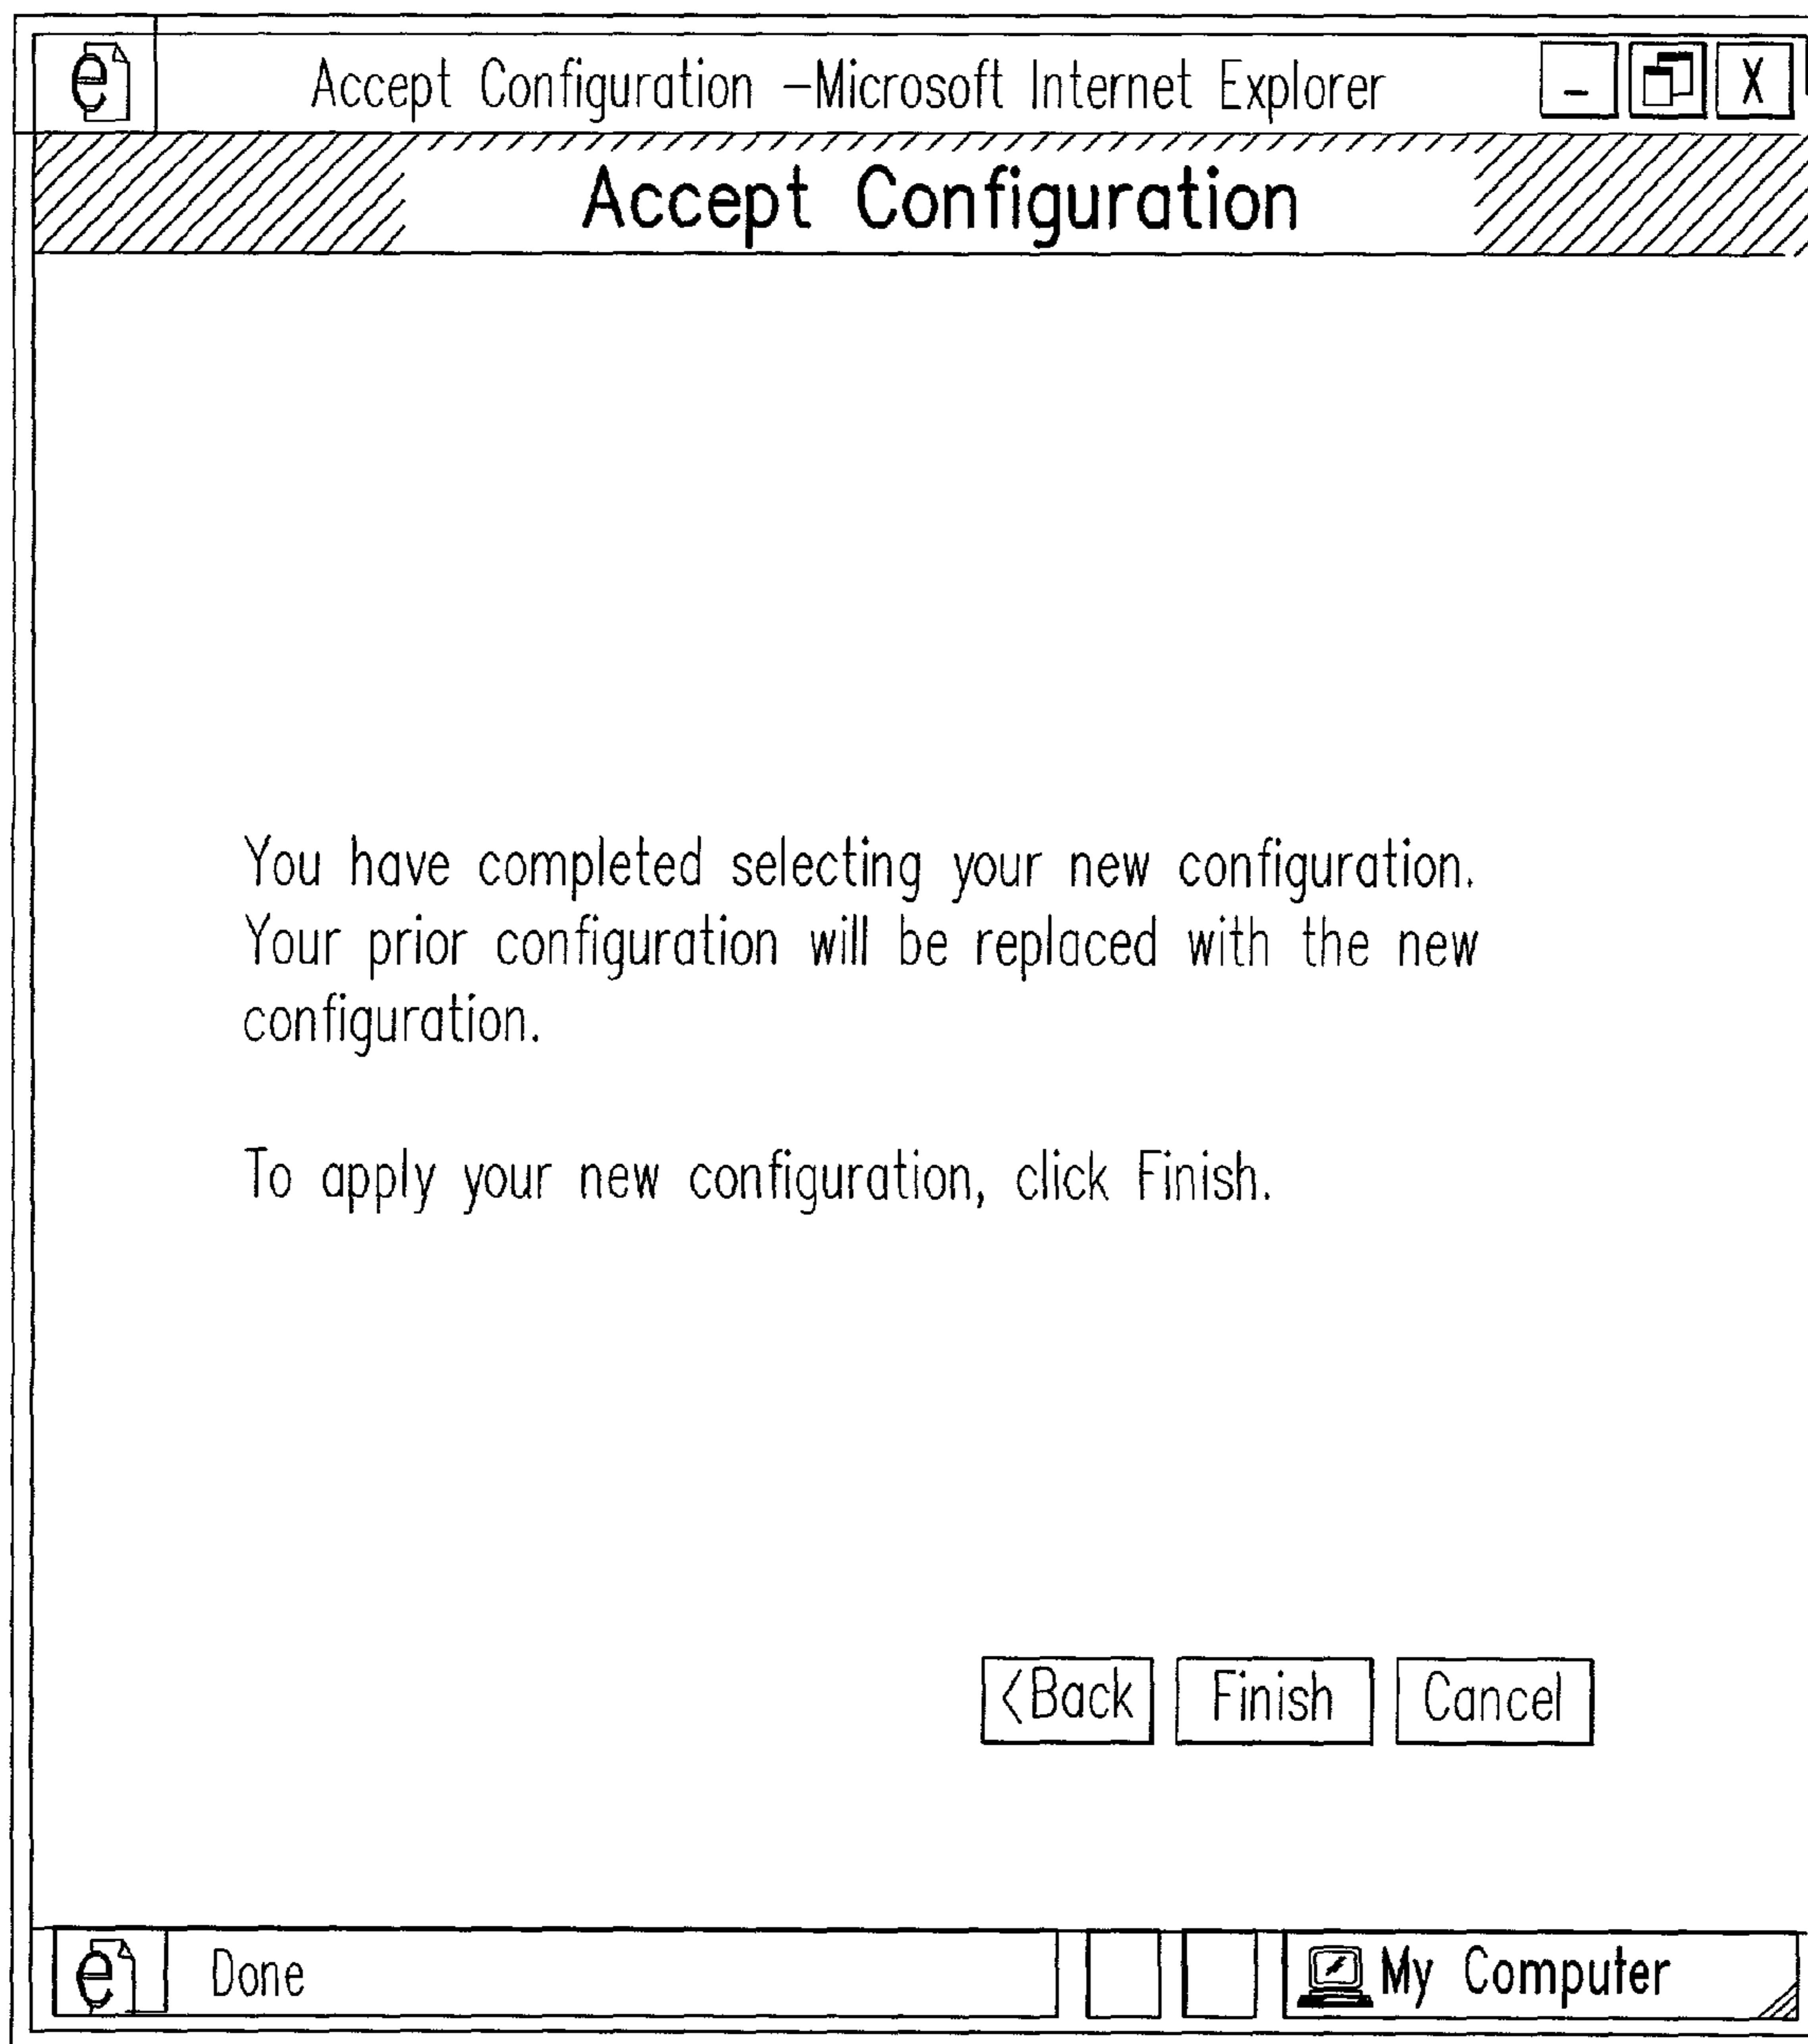 Accept Configuration –Microsoft Internet Explorer
Accept Configuration
You have completed selecting your new configuration.
Your prior configuration will be replaced with the new
configuration.
To apply your new configuration, click Finish.
<Back Finish Cancel
Done My Computer